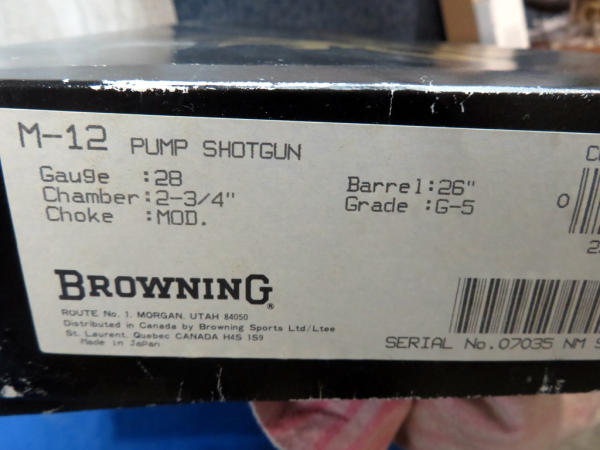 M-12 PUMP SHOTGUN
Gauge :28
Chamber:2-3/4"
Choke :MOD.
Barrel:26"
Grade :G-5
0
BROWNING®
ROUTE No. 1. MORGAN, UTAH 84050
Distributed in Canada by Browning Sports Ltd/Ltee
St. Laurent, Quebec CANADA H4S 1S9
Made in Japan
SERIAL No.07035 NM